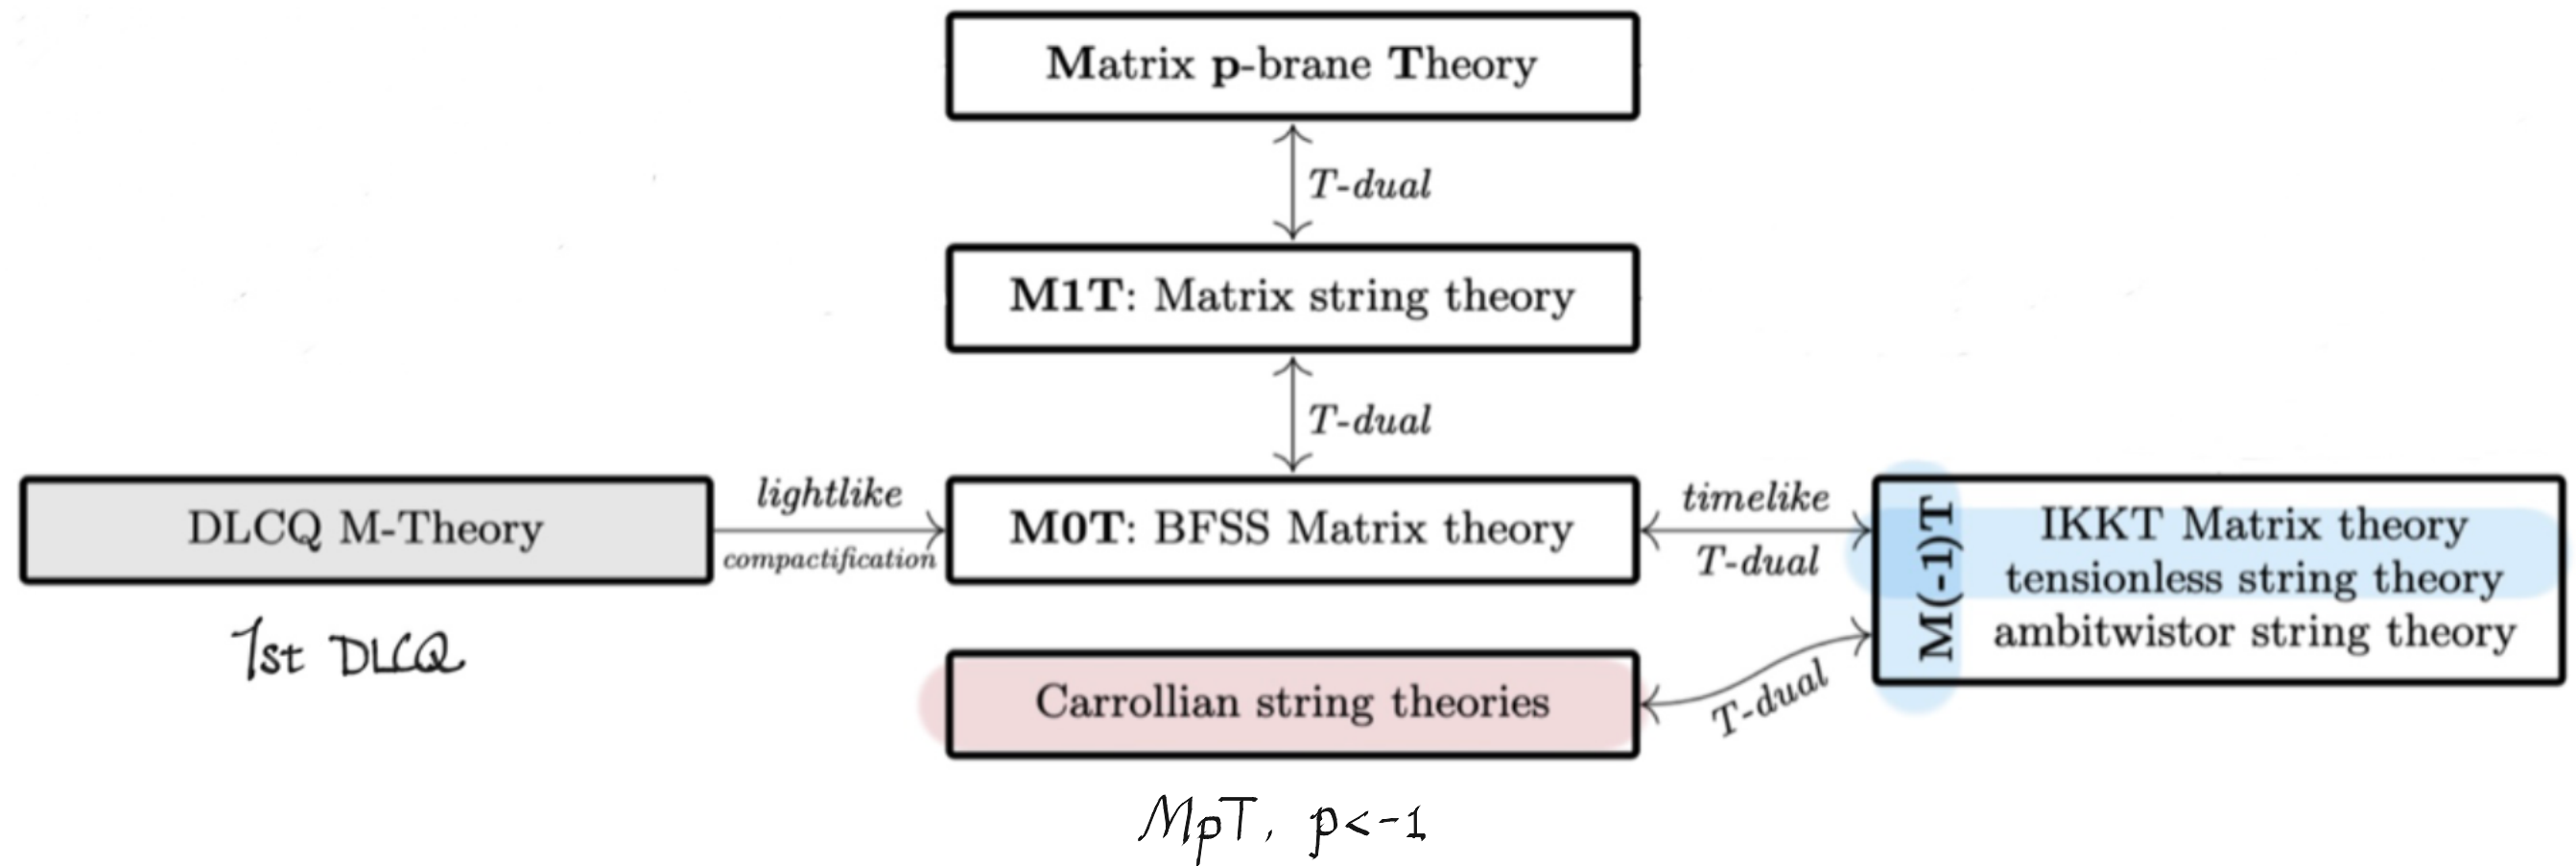 Matrix p-brane Theory
T-dual
M1T: Matrix string theory
T-dual
DLCQ M-Theory
lightlike
compactification
M0T: BFSS Matrix theory
timelike
T-dual
M(-1)T
IKKT Matrix theory
tensionless string theory
ambitwistor string theory
1st DLCQ
Carrollian string theories
T-dual
MpT, p<-1